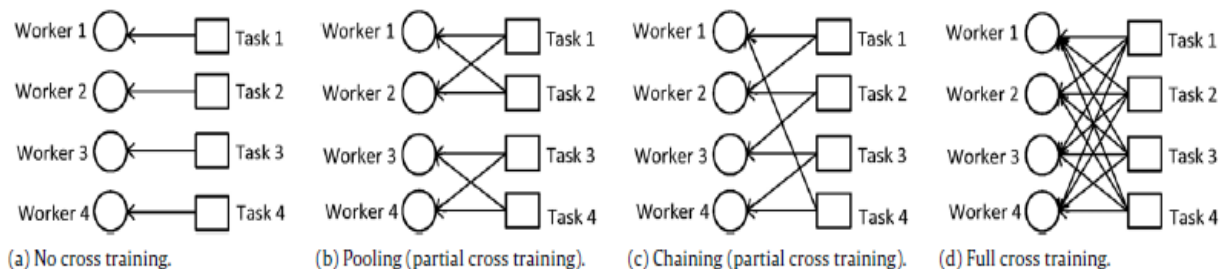 Worker 1 Task 1
Worker 2 Task 2
Worker 3 Task 3
Worker 4 Task 4
(a) No cross training.
Worker 1 Task 1
Worker 2 Task 2
Worker 3 Task 3
Worker 4 Task 4
(b) Pooling (partial cross training).
Worker 1 Task 1
Worker 2 Task 2
Worker 3 Task 3
Worker 4 Task 4
(c) Chaining (partial cross training).
Worker 1 Task 1
Worker 2 Task 2
Worker 3 Task 3
Worker 4 Task 4
(d) Full cross training.